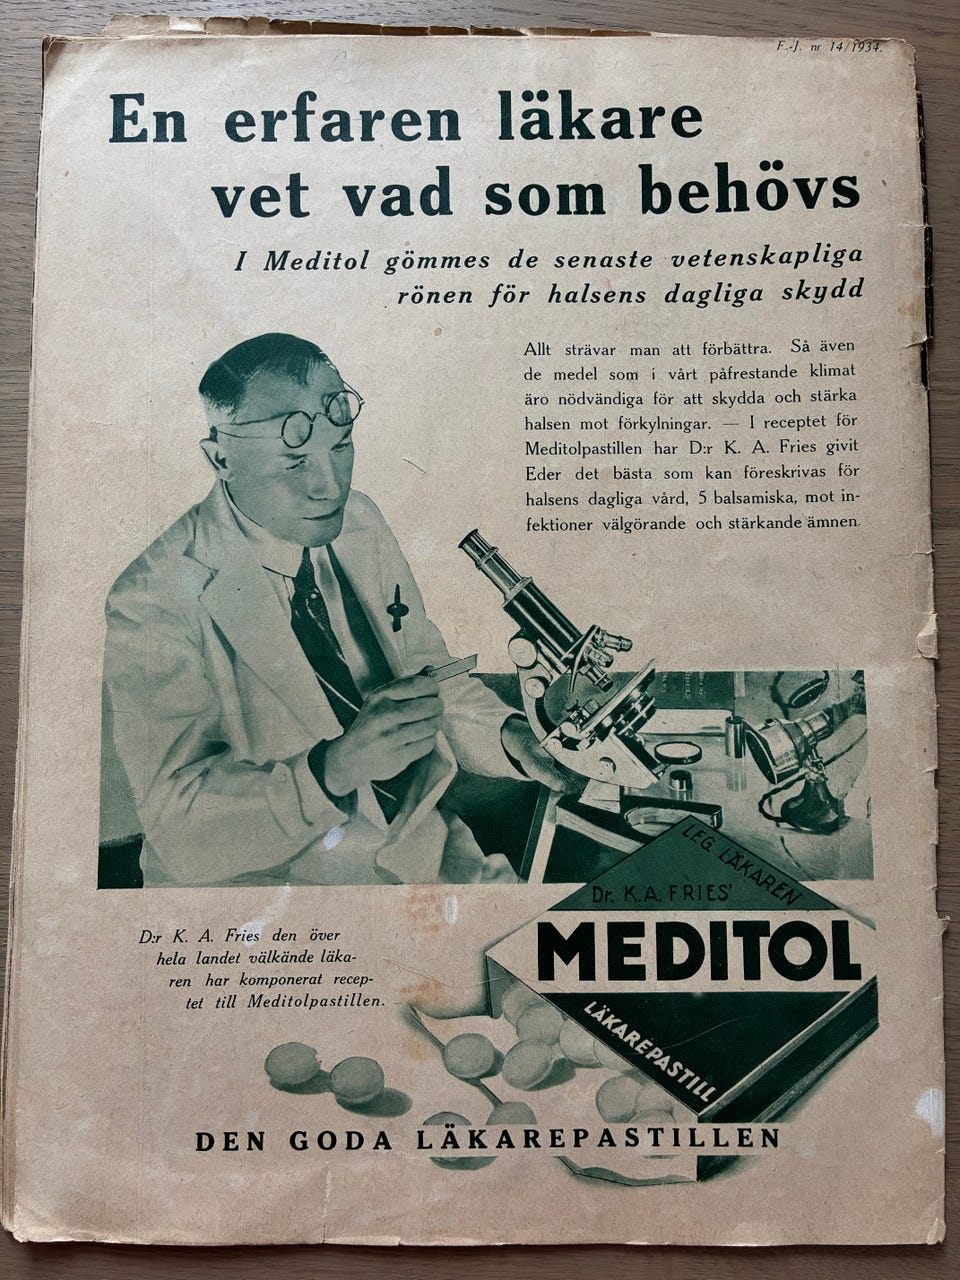 F.-J. nr 14/1934.
En erfaren läkare
vet vad som behövs
I Meditol gömmes de senaste vetenskapliga
rönen för halsens dagliga skydd
Allt strävar man att förbättra. Så även
de medel som i vårt påfrestande klimat
äro nödvändiga för att skydda och stärka
halsen mot förkylningar. — I receptet för
Meditolpastillen har D:r K. A. Fries givit
Eder det bästa som kan föreskrivas för
halsens dagliga vård, 5 balsamiska, mot in-
fektioner välgörande och stärkande ämnen.
LEG. LÄKAREN
Dr. K.A. FRIES'
MEDITOL
LÄKAREPASTILL
D:r K. A. Fries den över
hela landet välkände läka-
ren har komponerat recep-
tet till Meditolpastillen.
DEN GODA LÄKAREPASTILLEN